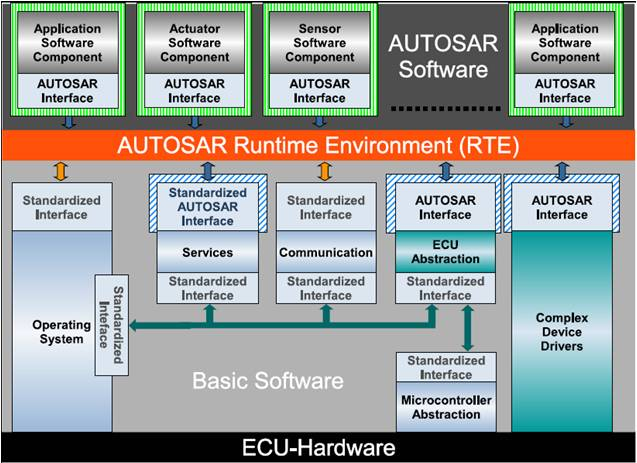 Application
Software
Component
AUTOSAR
Interface
Actuator
Software
Component
AUTOSAR
Interface
Sensor
Software
Component
AUTOSAR
Interface
AUTOSAR
Software
Application
Software
Component
AUTOSAR
Interface
AUTOSAR Runtime Environment (RTE)
Standardized
Interface
Operating
System
Standardized
Inteface
Standardized
AUTOSAR
Interface
Services
Standardized
Interface
Standardized
Interface
Communication
Standardized
Interface
AUTOSAR
Interface
ECU
Abstraction
Standardized
Interface
Standardized
Interface
Microcontroller
Abstraction
AUTOSAR
Interface
Complex
Device
Drivers
Basic Software
ECU-Hardware